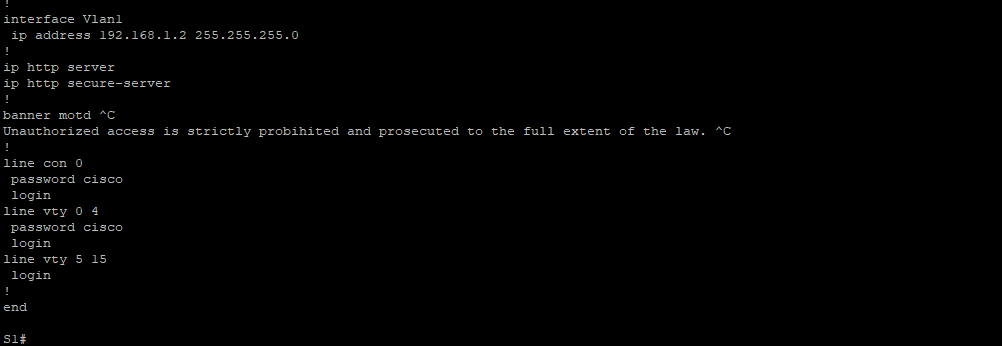 !
interface Vlan1
 ip address 192.168.1.2 255.255.255.0
!
ip http server
ip http secure-server
!
banner motd ^C
Unauthorized access is strictly probihited and prosecuted to the full extent of the law. ^C
!
line con 0
 password cisco
 login
line vty 0 4
 password cisco
 login
line vty 5 15
 login
!
end
S1#